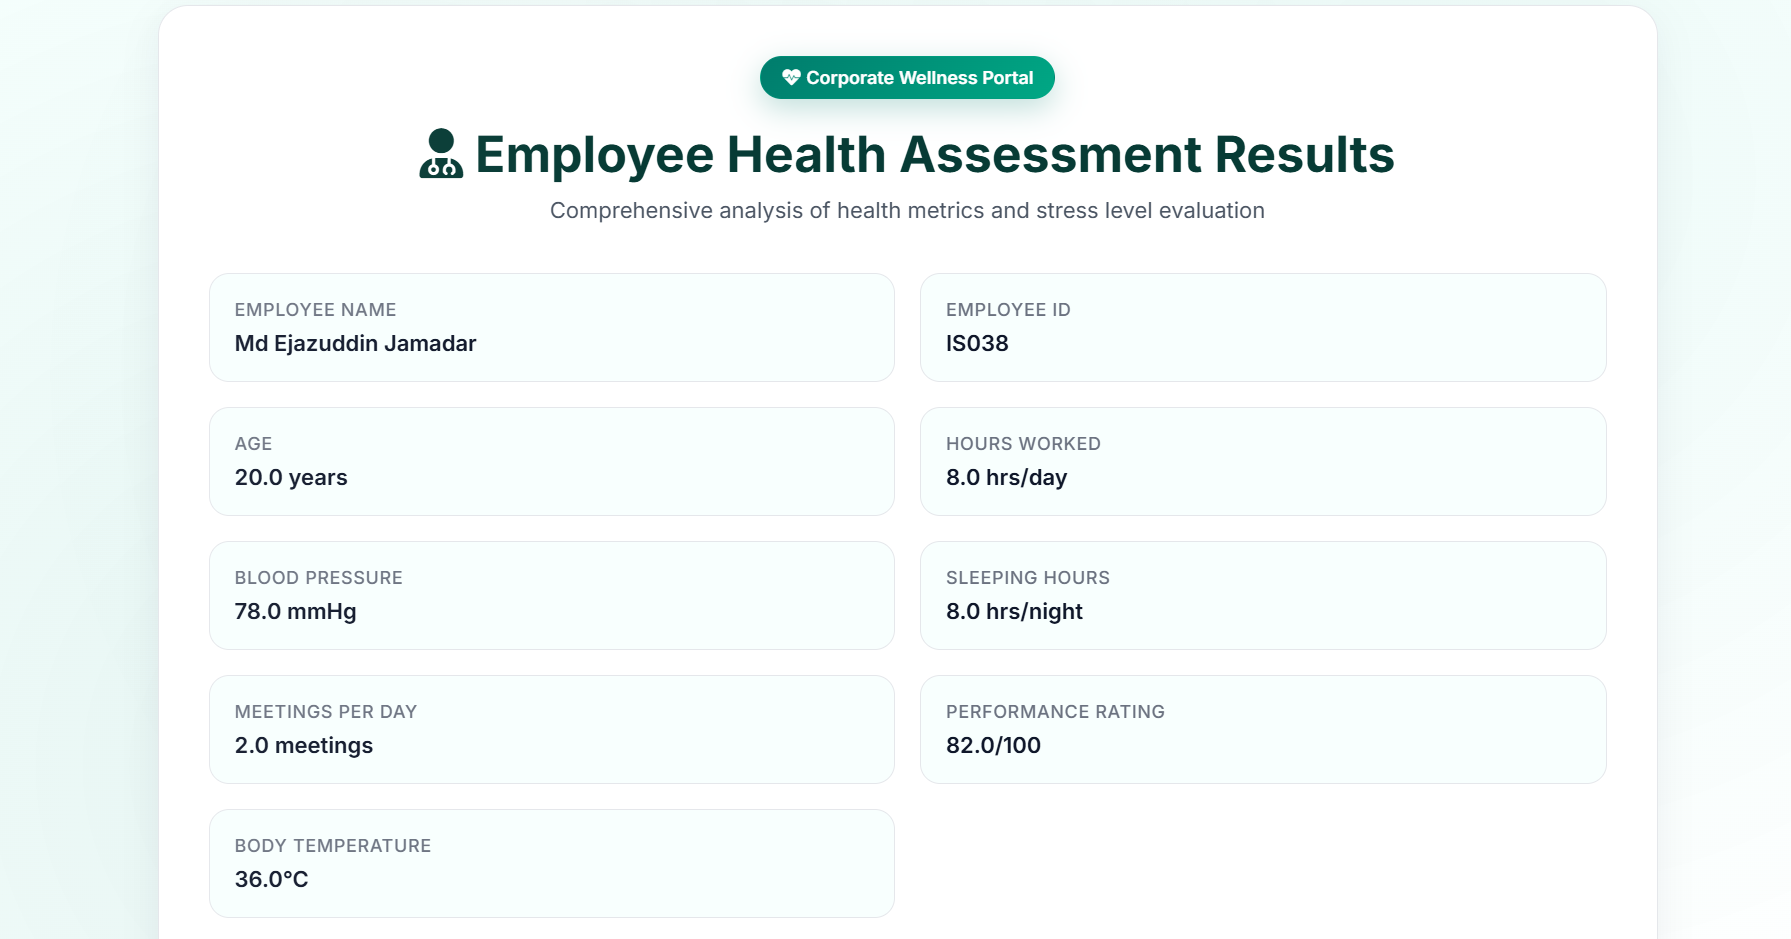 Corporate Wellness Portal
Employee Health Assessment Results
Comprehensive analysis of health metrics and stress level evaluation
EMPLOYEE NAME
Md Ejazuddin Jamadar
EMPLOYEE ID
IS038
AGE
20.0 years
HOURS WORKED
8.0 hrs/day
BLOOD PRESSURE
78.0 mmHg
SLEEPING HOURS
8.0 hrs/night
MEETINGS PER DAY
2.0 meetings
PERFORMANCE RATING
82.0/100
BODY TEMPERATURE
36.0°C